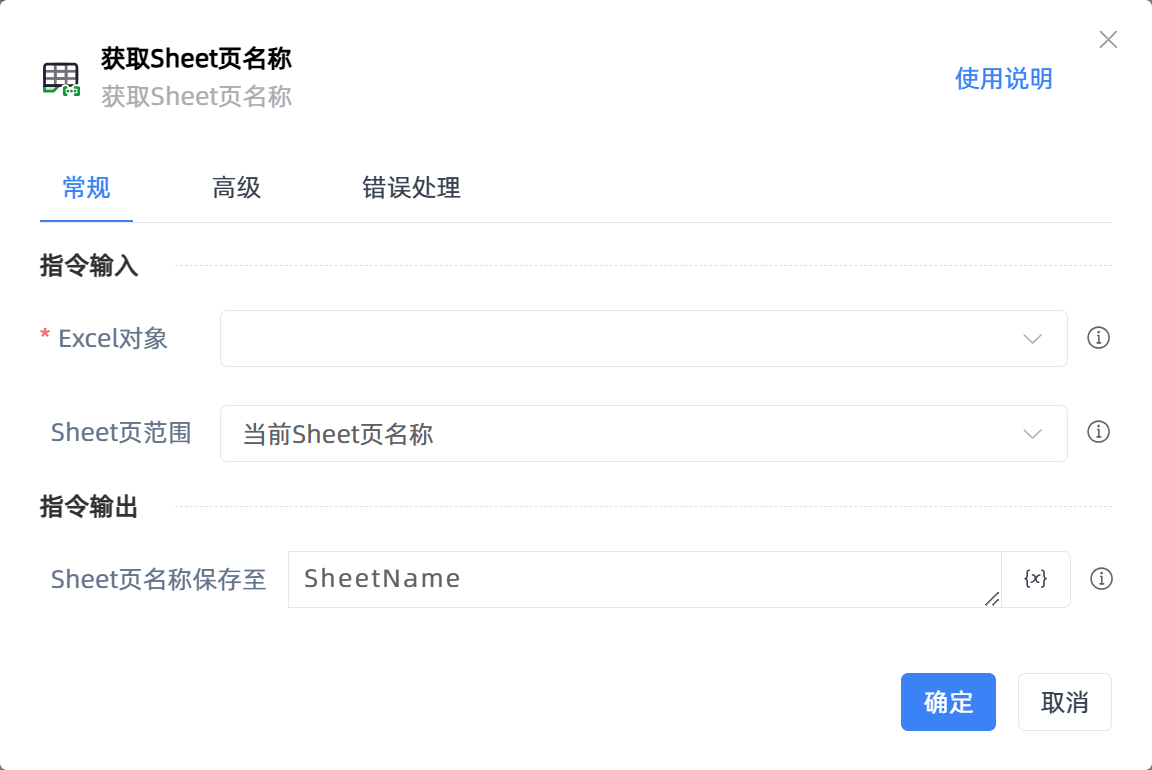 获取Sheet页名称
获取Sheet页名称
使用说明
常规 高级 错误处理
指令输入
* Excel对象
Sheet页范围 当前Sheet页名称
指令输出
Sheet页名称保存至 SheetName {x}
确定 取消